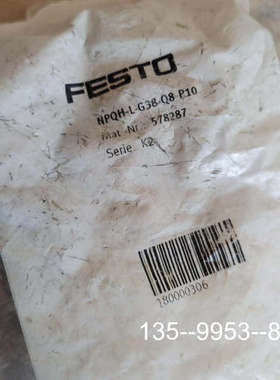 FESTO
NPQH-L-G38-Q8-P10
Mat.-Nr.: 578287
Serie K2
180000306
135--9953--8